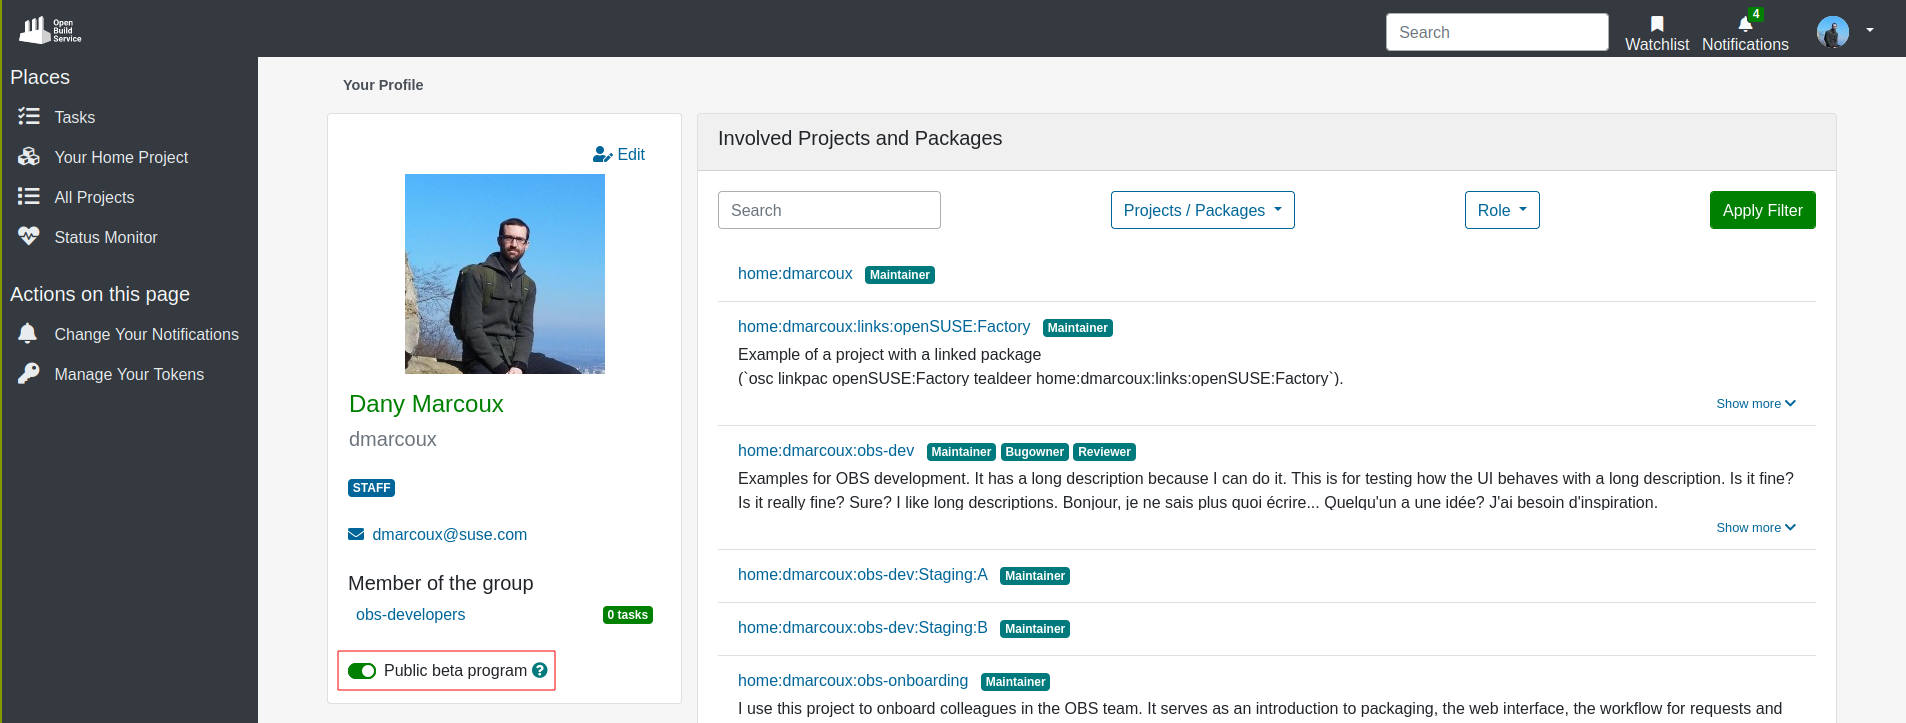 Open
Build
Service
Search
Watchlist
4
Notifications
Places
Tasks
Your Home Project
All Projects
Status Monitor
Actions on this page
Change Your Notifications
Manage Your Tokens
Your Profile
Edit
Dany Marcoux
dmarcoux
STAFF
dmarcoux@suse.com
Member of the group
obs-developers 0 tasks
Public beta program ?
Involved Projects and Packages
Search Projects / Packages Role Apply Filter
home:dmarcoux Maintainer
home:dmarcoux:links:openSUSE:Factory Maintainer
Example of a project with a linked package
(`osc linkpac openSUSE:Factory tealdeer home:dmarcoux:links:openSUSE:Factory`).
Show more
home:dmarcoux:obs-dev Maintainer Bugowner Reviewer
Examples for OBS development. It has a long description because I can do it. This is for testing how the UI behaves with a long description. Is it fine?
Is it really fine? Sure? I like long descriptions. Bonjour, je ne sais plus quoi écrire... Quelqu'un a une idée? J'ai besoin d'inspiration.
Show more
home:dmarcoux:obs-dev:Staging:A Maintainer
home:dmarcoux:obs-dev:Staging:B Maintainer
home:dmarcoux:obs-onboarding Maintainer
I use this project to onboard colleagues in the OBS team. It serves as an introduction to packaging, the web interface, the workflow for requests and